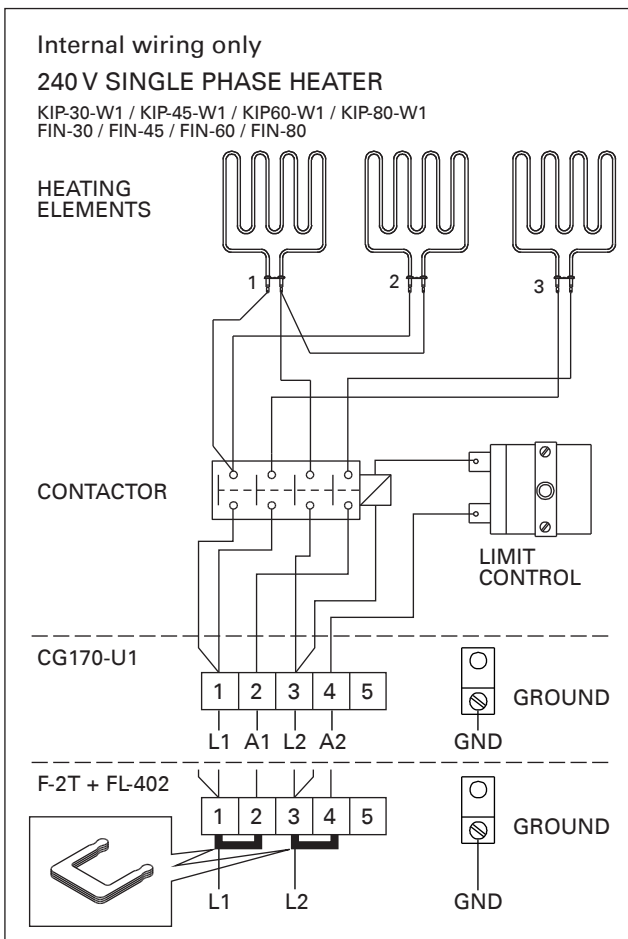 Internal wiring only
240 V SINGLE PHASE HEATER
KIP-30-W1 / KIP-45-W1 / KIP60-W1 / KIP-80-W1
FIN-30 / FIN-45 / FIN-60 / FIN-80
HEATING
ELEMENTS
1
2
3
CONTACTOR
LIMIT
CONTROL
CG170-U1
1 2 3 4 5
GROUND
L1 A1 L2 A2
GND
F-2T + FL-402
1 2 3 4 5
GROUND
L1 L2
GND